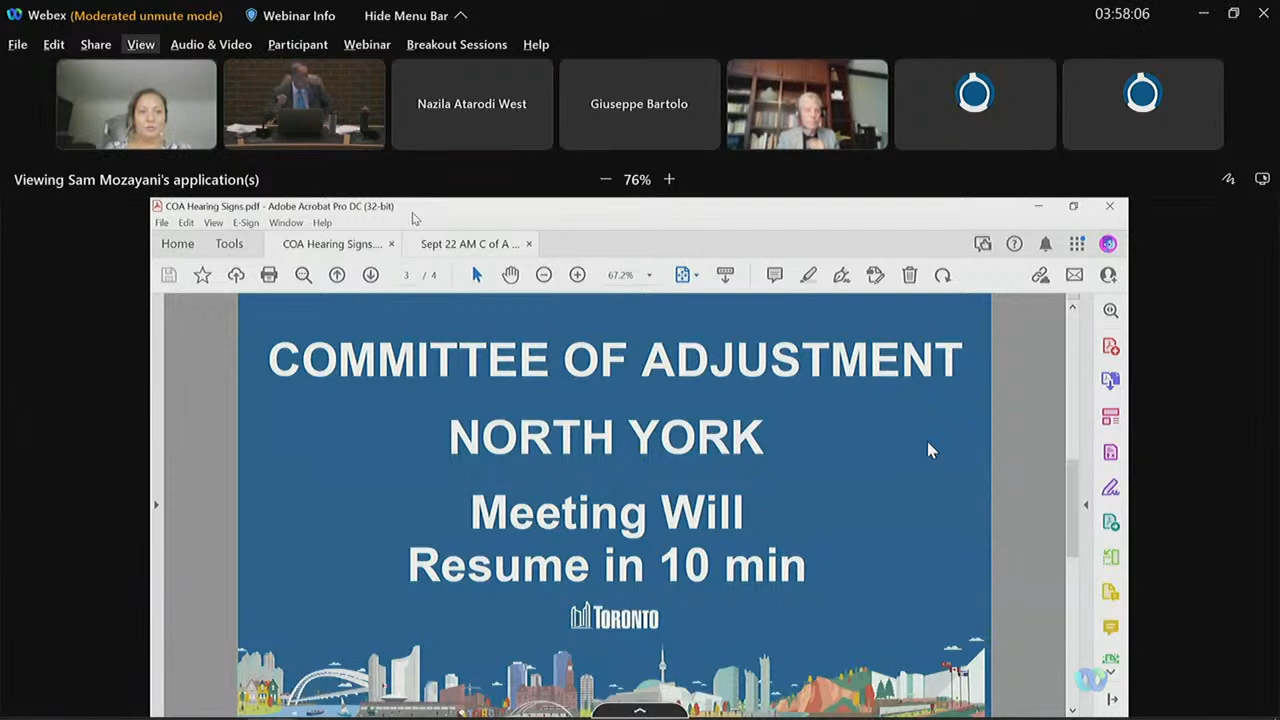 Webex (Moderated unmute mode) Webinar Info Hide Menu Bar 03:58:06
File Edit Share View Audio & Video Participant Webinar Breakout Sessions Help
Nazila Atarodi West Giuseppe Bartolo
Viewing Sam Mozayani's application(s) 76%
COA Hearing Signs.pdf - Adobe Acrobat Pro DC (32-bit)
File Edit View E-Sign Window Help
Home Tools COA Hearing Signs.... Sept 22 AM C of A ...
3 / 4 67.2%
COMMITTEE OF ADJUSTMENT
NORTH YORK
Meeting Will
Resume in 10 min
TORONTO